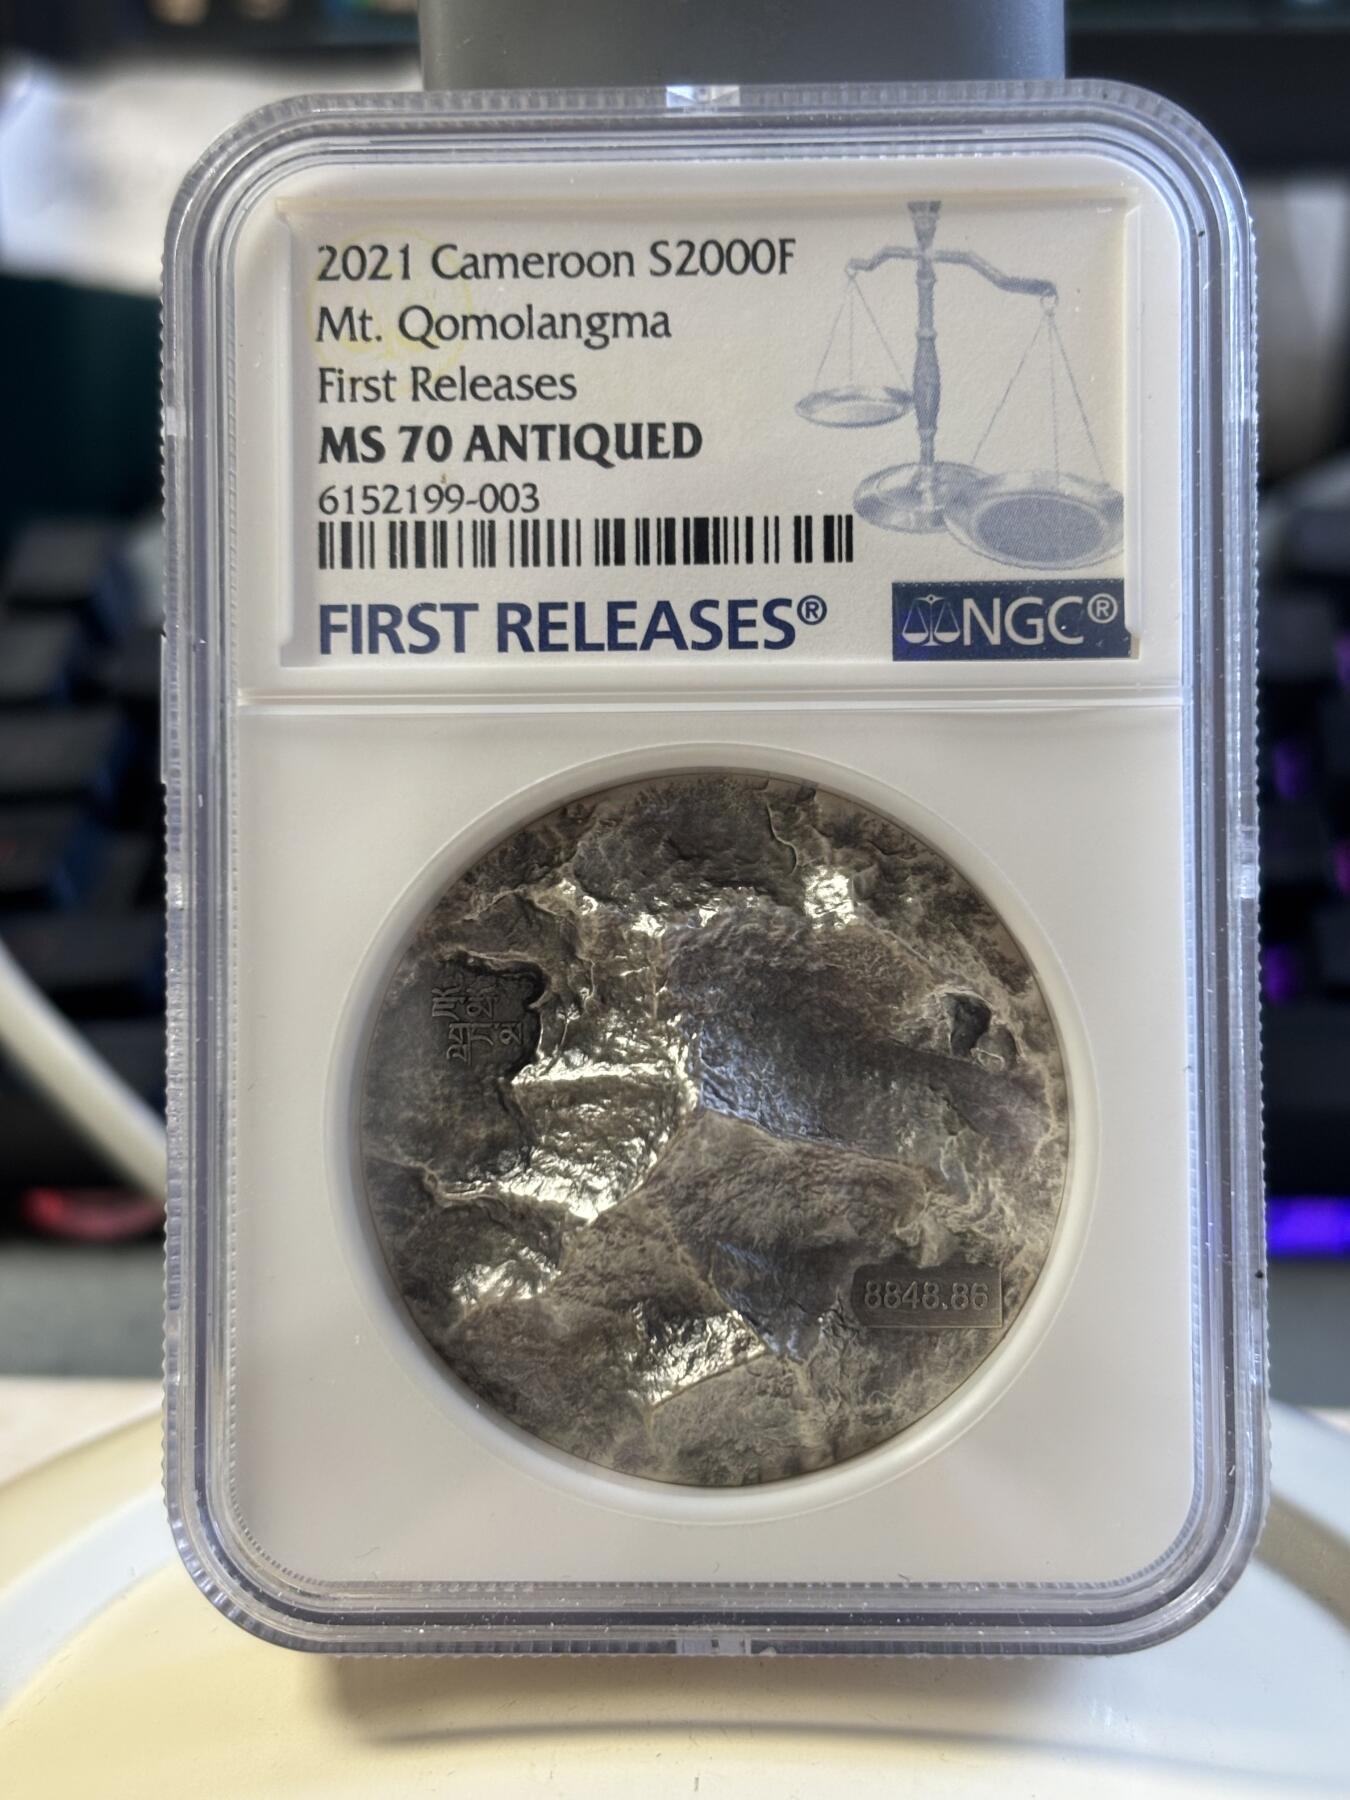 2021 Cameroon S2000F
Mt. Qomolangma
First Releases
MS 70 ANTIQUED
6152199-003
FIRST RELEASES®
NGC®
8848.86